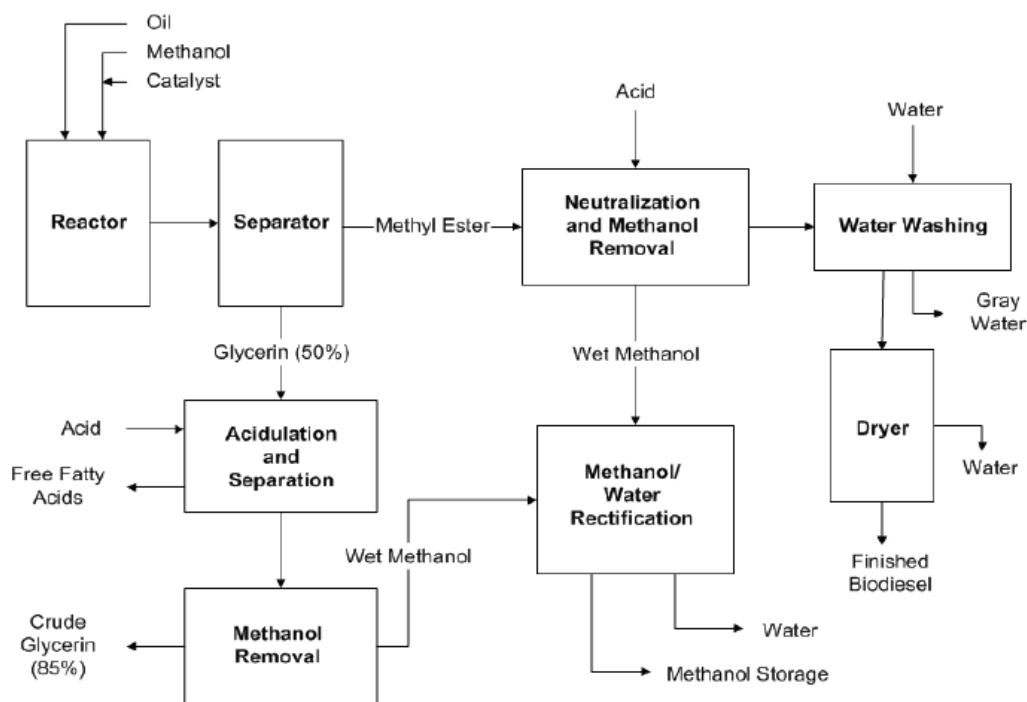 Oil
Methanol
Catalyst
Acid
Water
Reactor
Separator
Methyl Ester
Neutralization
and Methanol
Removal
Water Washing
Gray
Water
Glycerin (50%)
Wet Methanol
Acid
Free Fatty
Acids
Acidulation
and
Separation
Methanol/
Water
Rectification
Dryer
Water
Wet Methanol
Finished
Biodiesel
Crude
Glycerin
(85%)
Methanol
Removal
Water
Methanol Storage